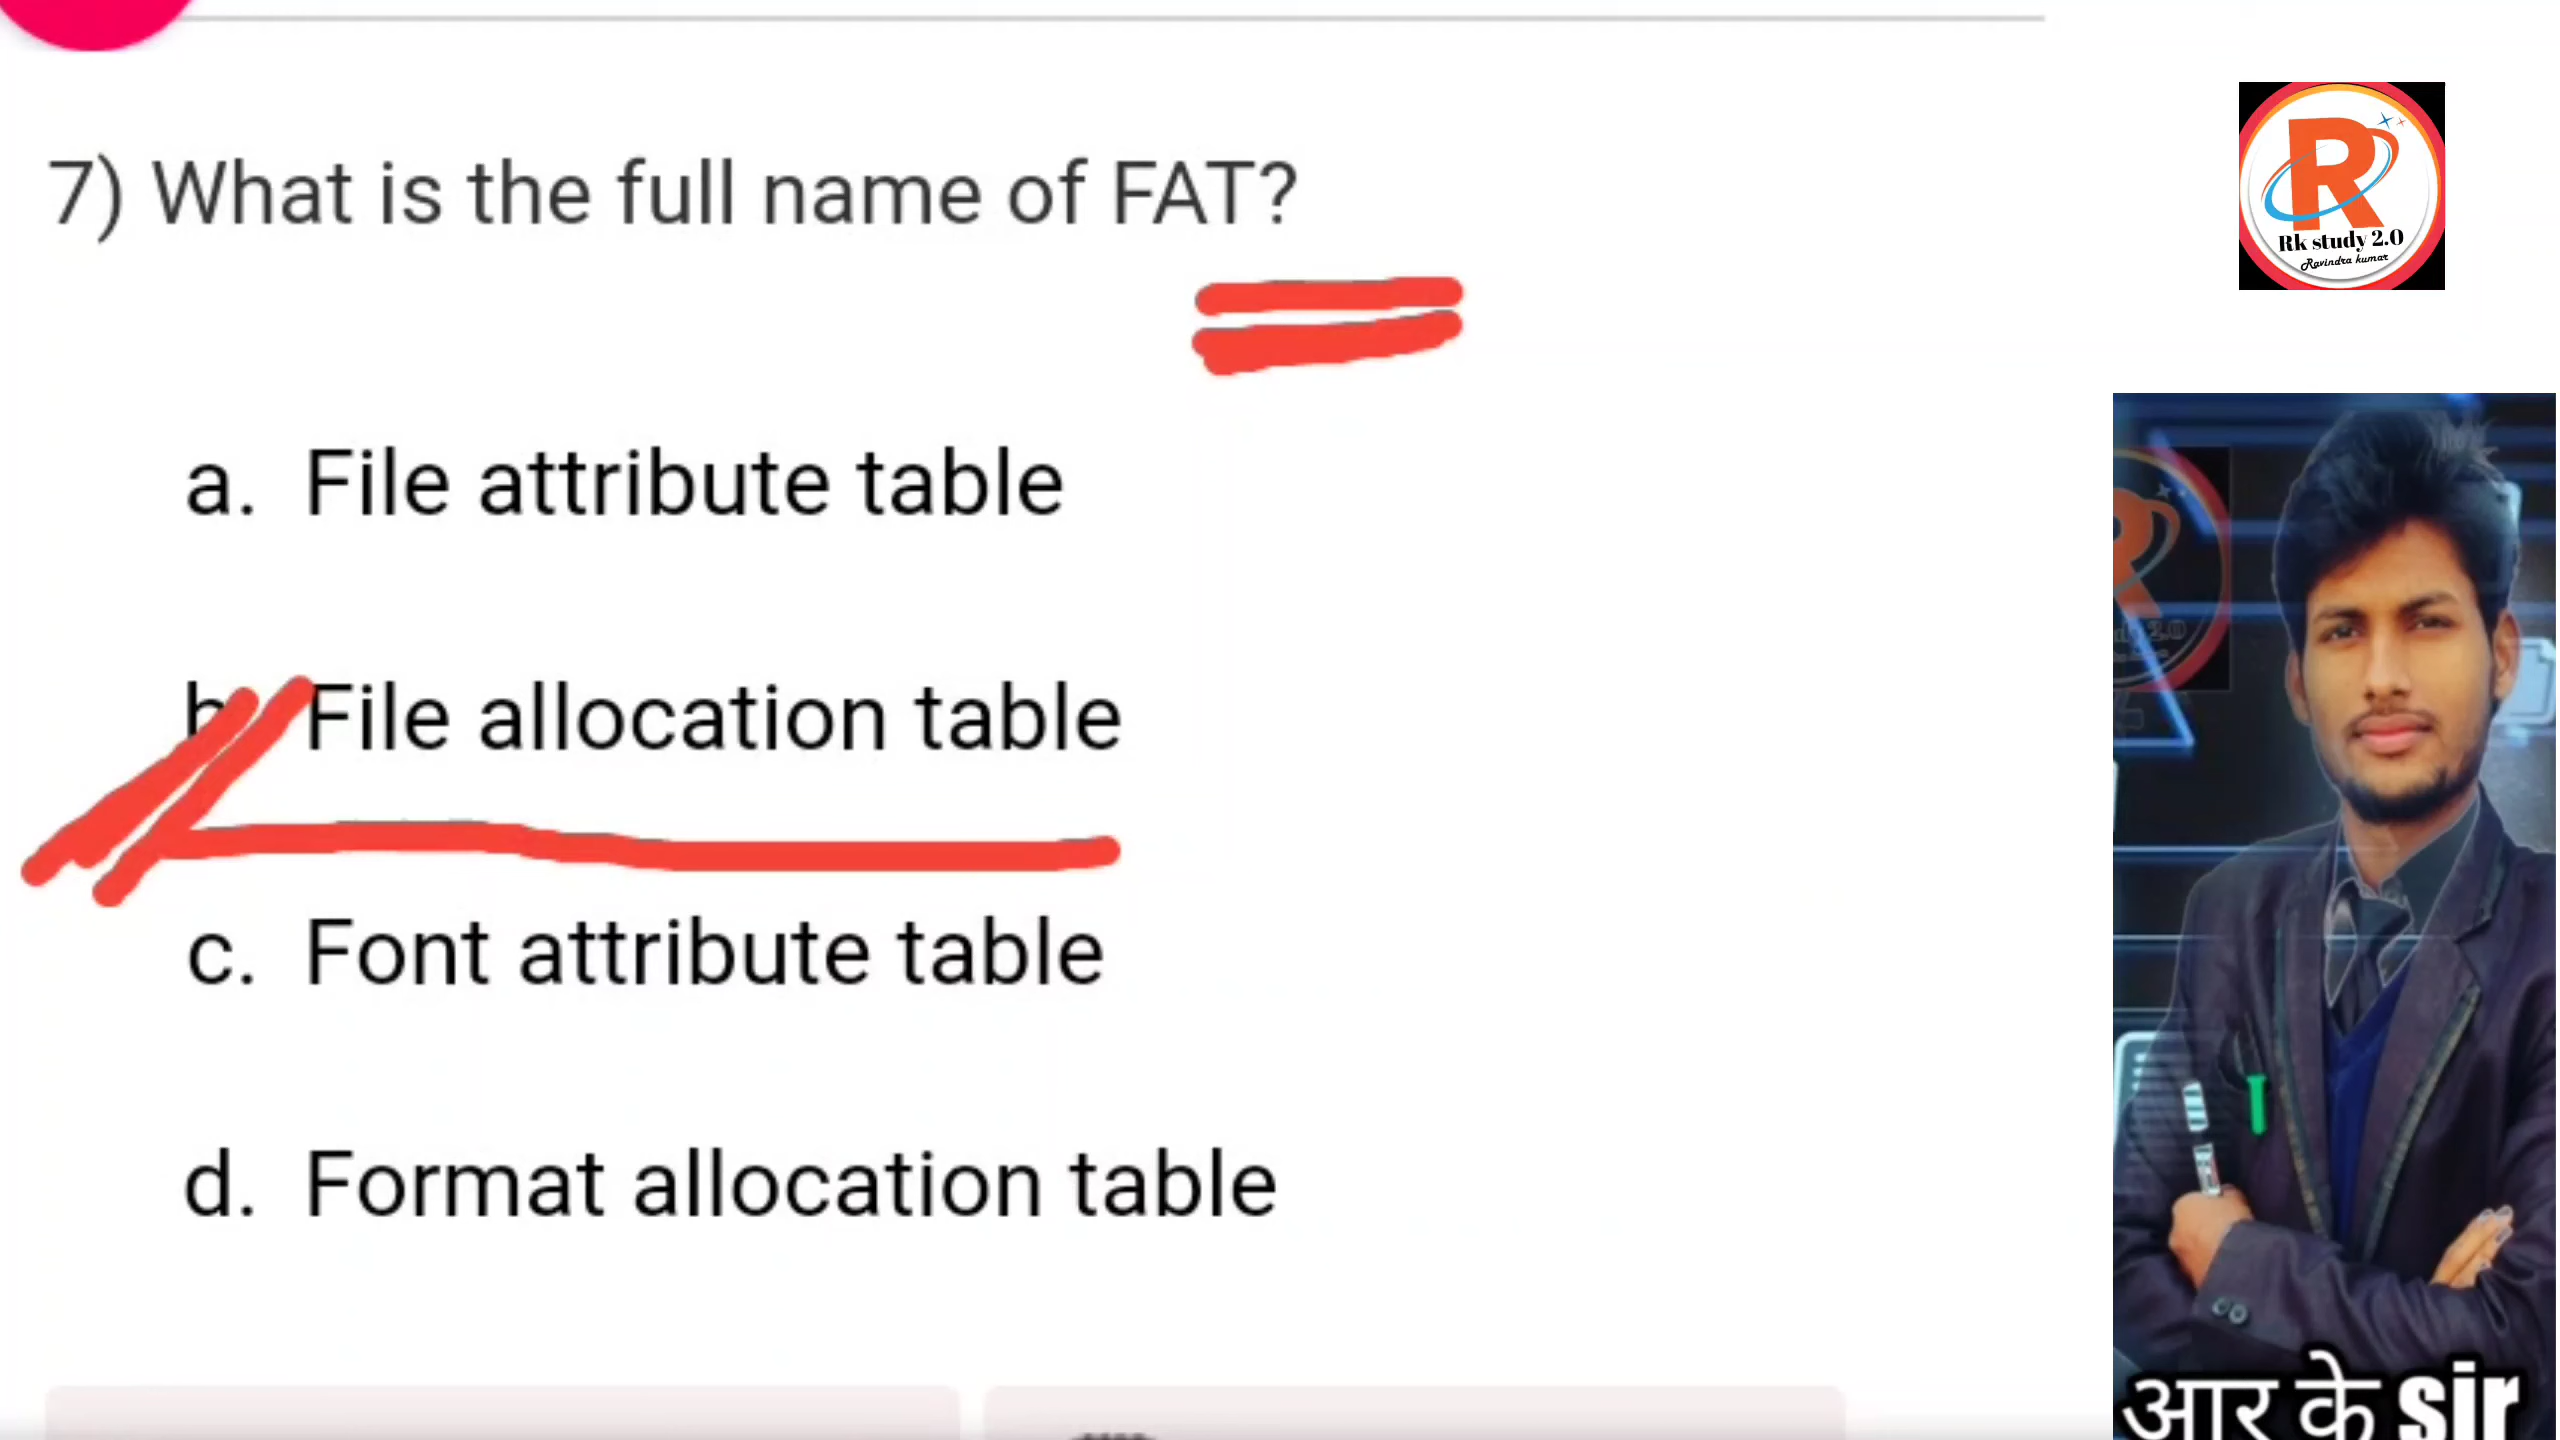 7) What is the full name of FAT?
R
Rk study 2.0
Ravindra kumar
a. File attribute table
b. File allocation table
c. Font attribute table
d. Format allocation table
आर के sir